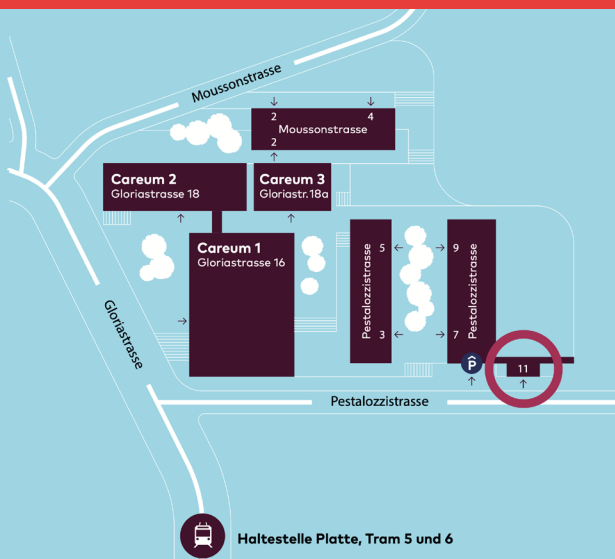 Moussonstrasse
2
4
Moussonstrasse
2
Careum 2
Gloriastrasse 18
Careum 3
Gloriastr.18a
Careum 1
Gloriastrasse 16
5
Pestalozzistrasse
3
9
Pestalozzistrasse
7
P
11
Gloriastrasse
Pestalozzistrasse
Haltestelle Platte, Tram 5 und 6